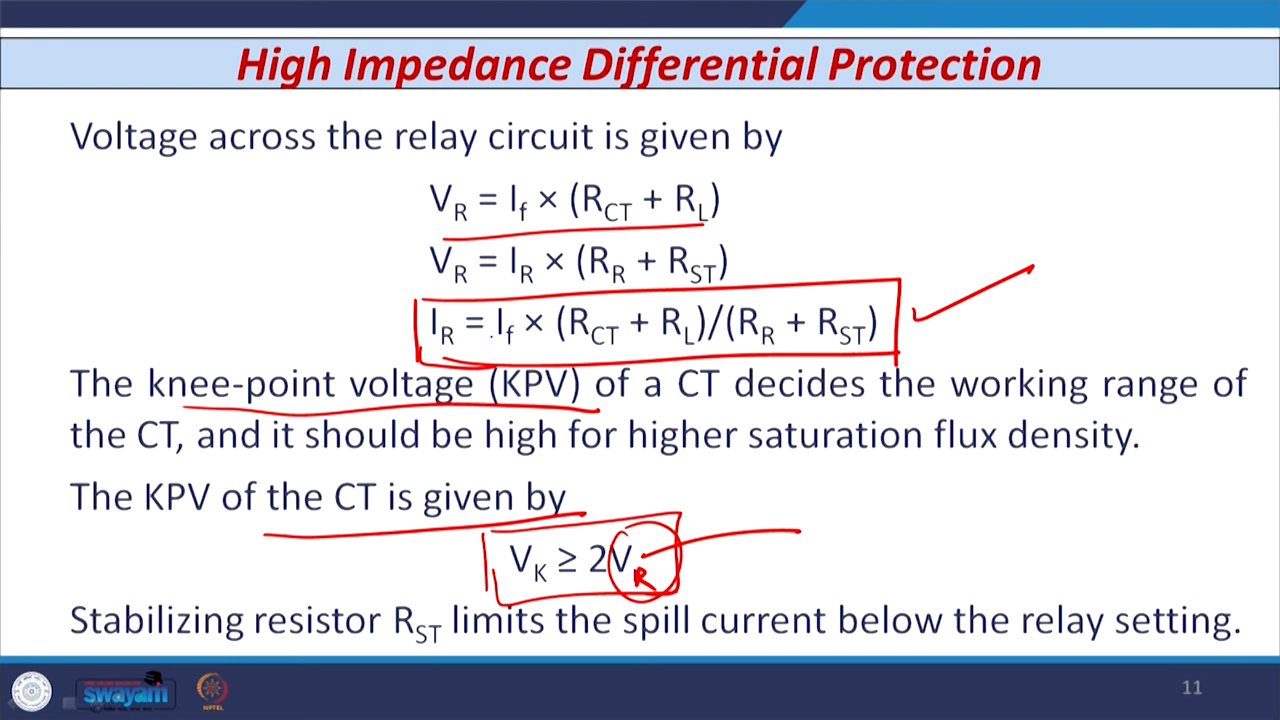 High Impedance Differential Protection
Voltage across the relay circuit is given by
V_R = I_f × (R_CT + R_L)
V_R = I_R × (R_R + R_ST)
I_R = I_f × (R_CT + R_L)/(R_R + R_ST)
The knee-point voltage (KPV) of a CT decides the working range of
the CT, and it should be high for higher saturation flux density.
The KPV of the CT is given by
V_K ≥ 2V_R
Stabilizing resistor R_ST limits the spill current below the relay setting.
swayam
NPTEL
11